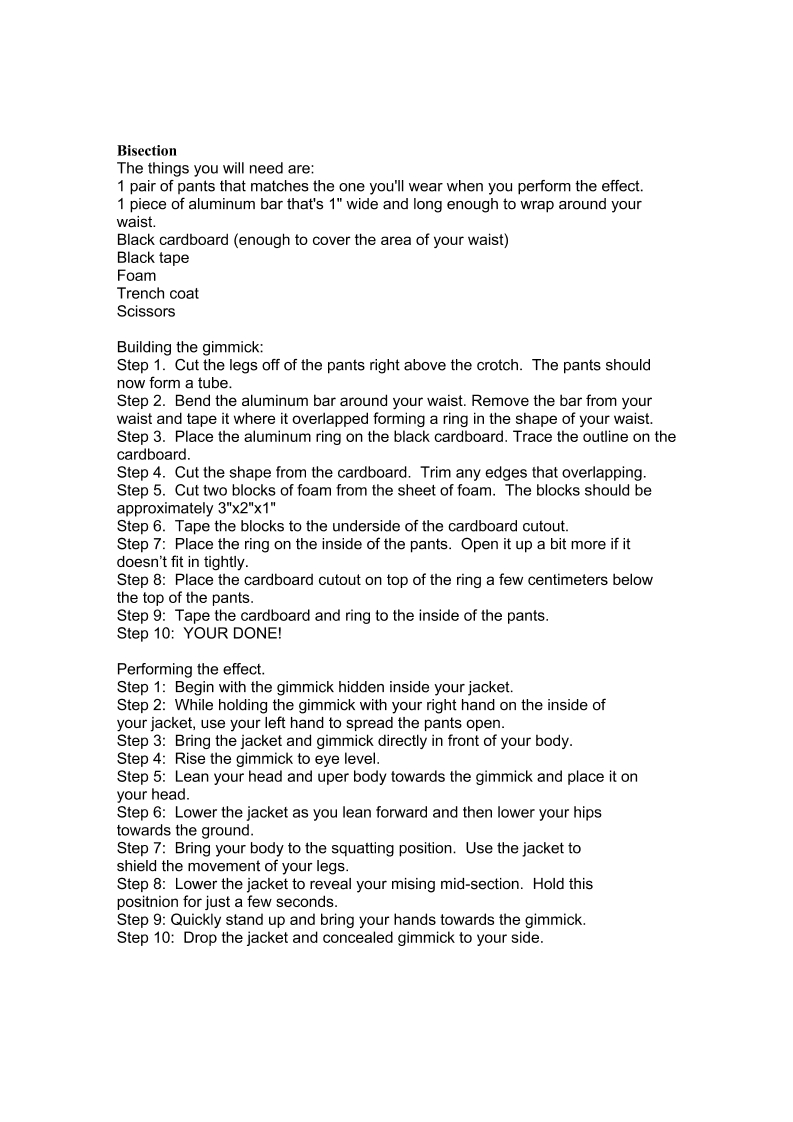 Bisection
The things you will need are:
1 pair of pants that matches the one you'll wear when you perform the effect.
1 piece of aluminum bar that's 1" wide and long enough to wrap around your
waist.
Black cardboard (enough to cover the area of your waist)
Black tape
Foam
Trench coat
Scissors
Building the gimmick:
Step 1.  Cut the legs off of the pants right above the crotch.  The pants should
now form a tube.
Step 2.  Bend the aluminum bar around your waist. Remove the bar from your
waist and tape it where it overlapped forming a ring in the shape of your waist.
Step 3.  Place the aluminum ring on the black cardboard. Trace the outline on the
cardboard.
Step 4.  Cut the shape from the cardboard.  Trim any edges that overlapping.
Step 5.  Cut two blocks of foam from the sheet of foam.  The blocks should be
approximately 3"x2"x1"
Step 6.  Tape the blocks to the underside of the cardboard cutout.
Step 7:  Place the ring on the inside of the pants.  Open it up a bit more if it
doesn’t fit in tightly.
Step 8:  Place the cardboard cutout on top of the ring a few centimeters below
the top of the pants.
Step 9:  Tape the cardboard and ring to the inside of the pants.
Step 10:  YOUR DONE!
Performing the effect.
Step 1:  Begin with the gimmick hidden inside your jacket.
Step 2:  While holding the gimmick with your right hand on the inside of
your jacket, use your left hand to spread the pants open.
Step 3:  Bring the jacket and gimmick directly in front of your body.
Step 4:  Rise the gimmick to eye level.
Step 5:  Lean your head and uper body towards the gimmick and place it on
your head.
Step 6:  Lower the jacket as you lean forward and then lower your hips
towards the ground.
Step 7:  Bring your body to the squatting position.  Use the jacket to
shield the movement of your legs.
Step 8:  Lower the jacket to reveal your mising mid-section.  Hold this
positnion for just a few seconds.
Step 9: Quickly stand up and bring your hands towards the gimmick.
Step 10:  Drop the jacket and concealed gimmick to your side.